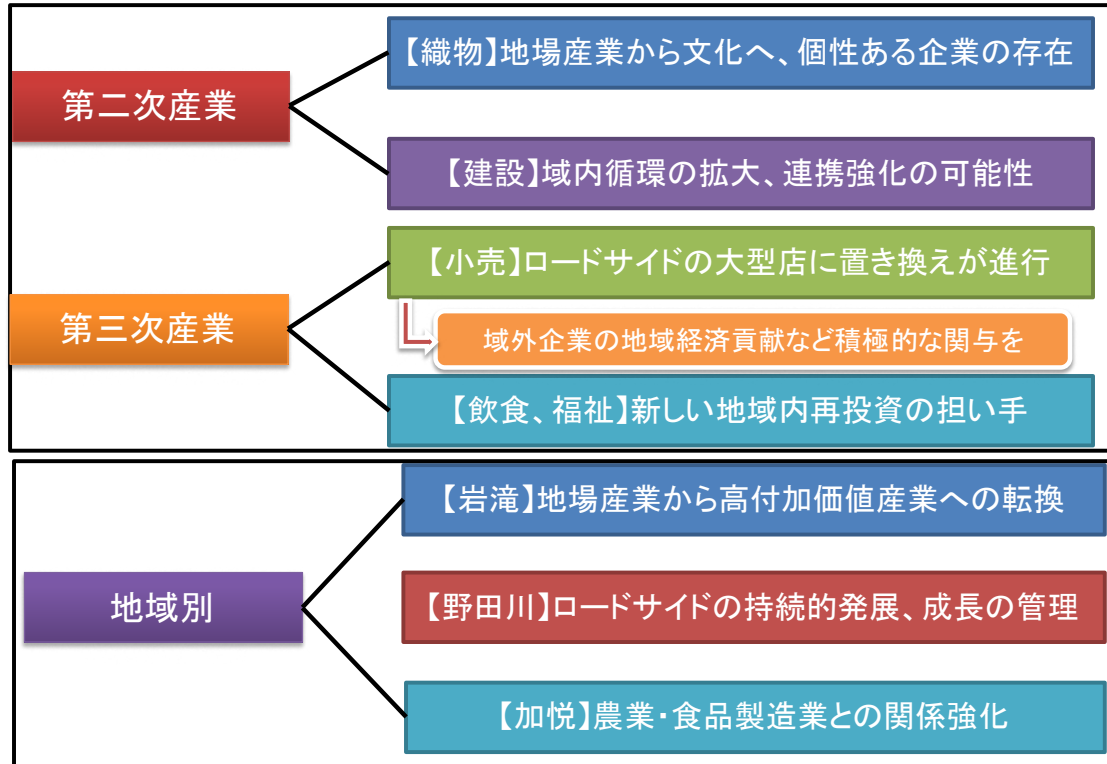 第二次産業
【織物】地場産業から文化へ、個性ある企業の存在
【建設】域内循環の拡大、連携強化の可能性
第三次産業
【小売】ロードサイドの大型店に置き換えが進行
域外企業の地域経済貢献など積極的な関与を
【飲食、福祉】新しい地域内再投資の担い手
地域別
【岩滝】地場産業から高付加価値産業への転換
【野田川】ロードサイドの持続的発展、成長の管理
【加悦】農業・食品製造業との関係強化